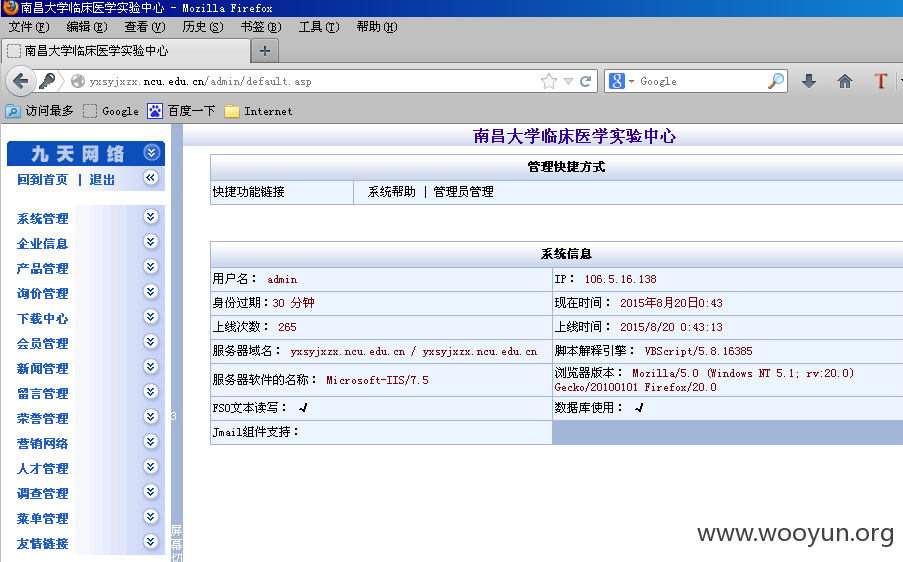 南昌大学临床医学实验中心 - Mozilla Firefox
文件(F) 编辑(E) 查看(V) 历史(S) 书签(B) 工具(T) 帮助(H)
南昌大学临床医学实验中心 +
yxsyjxzx.ncu.edu.cn/admin/default.asp
Google
访问最多 Google 百度一下 Internet
九天网络
回到首页 | 退出
系统管理
企业信息
产品管理
询价管理
下载中心
会员管理
新闻管理
留言管理
荣誉管理
营销网络
人才管理
调查管理
菜单管理
友情链接
3
屏
幕
切
南昌大学临床医学实验中心
管理快捷方式
快捷功能链接 系统帮助 | 管理员管理
系统信息
用户名: admin IP: 106.5.16.138
身份过期:30 分钟 现在时间: 2015年8月20日0:43
上线次数: 265 上线时间: 2015/8/20 0:43:13
服务器域名: yxsyjxzx.ncu.edu.cn / yxsyjxzx.ncu.edu.cn 脚本解释引擎: VBScript/5.8.16385
服务器软件的名称: Microsoft-IIS/7.5 浏览器版本: Mozilla/5.0 (Windows NT 5.1; rv:20.0)
Gecko/20100101 Firefox/20.0
FSO文本读写: √ 数据库使用: √
Jmail组件支持:
www.wooyun.org